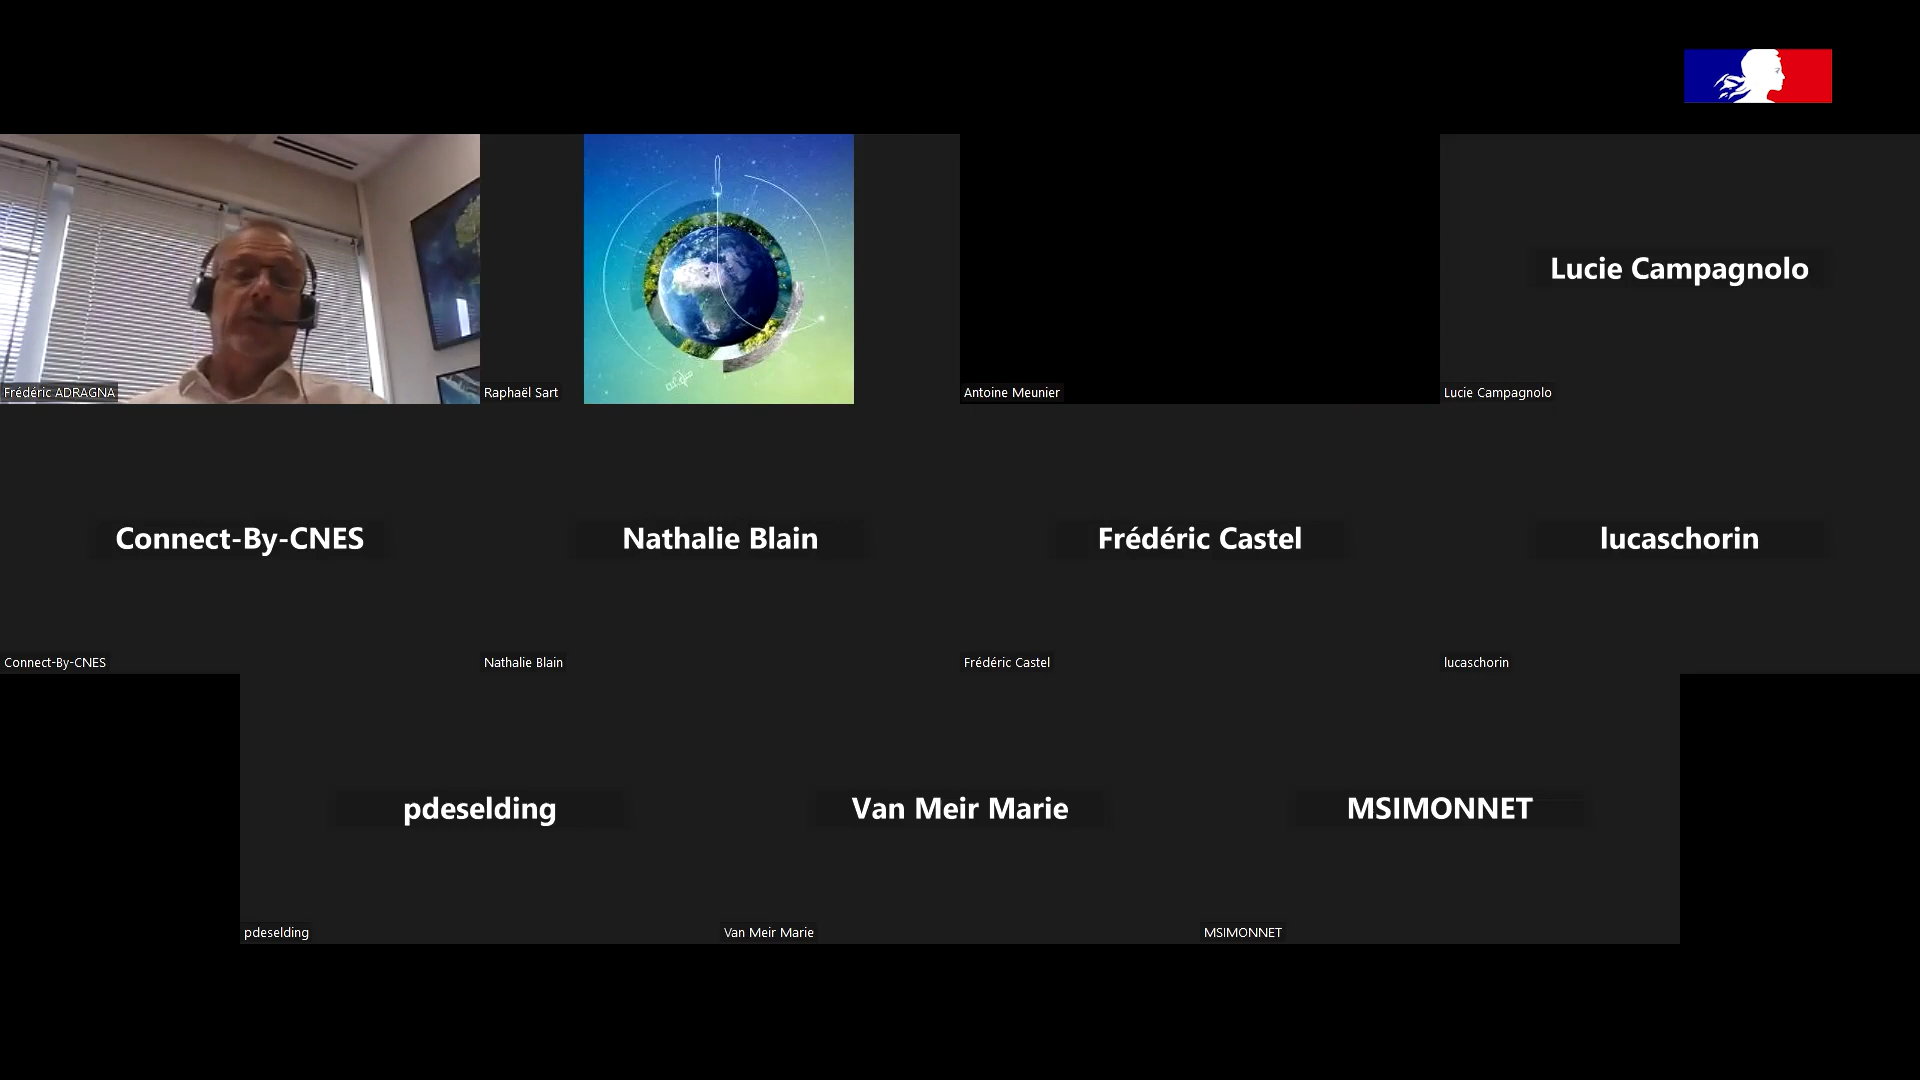 Frédéric ADRAGNA
Raphaël Sart
Antoine Meunier
Lucie Campagnolo
Lucie Campagnolo
Connect-By-CNES
Nathalie Blain
Frédéric Castel
lucaschorin
Connect-By-CNES
Nathalie Blain
Frédéric Castel
lucaschorin
pdeselding
Van Meir Marie
MSIMONNET
pdeselding
Van Meir Marie
MSIMONNET